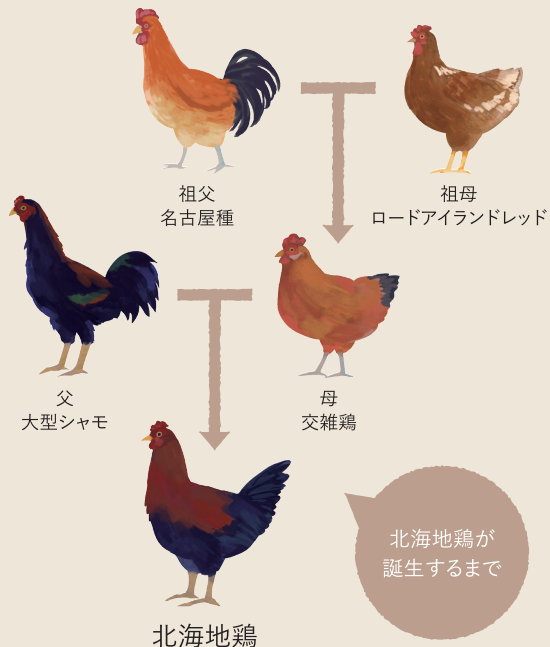 祖父
名古屋種
祖母
ロードアイランドレッド
父
大型シャモ
母
交雑鶏
北海地鶏が
誕生するまで
北海地鶏